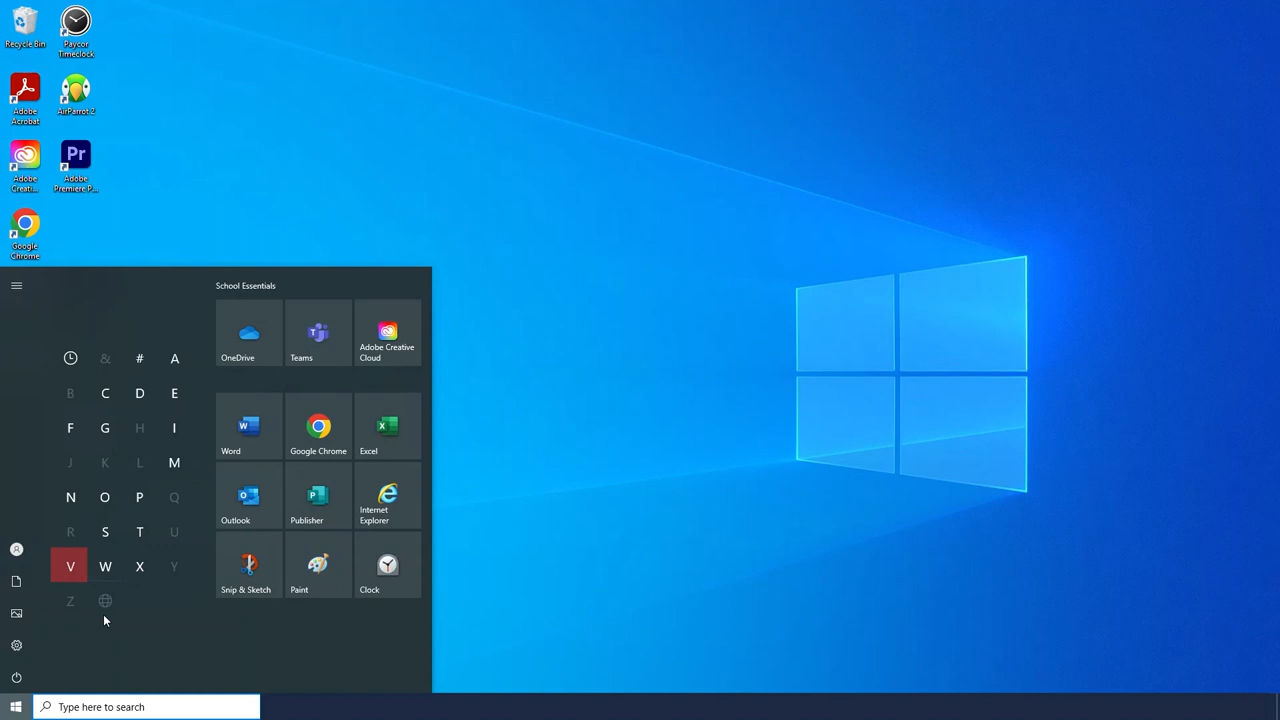 Recycle Bin
Paycor
Timeclock
Adobe
Acrobat
AirParrot 2
Adobe
Creati...
Pr
Adobe
Premiere P...
Google
Chrome
School Essentials
OneDrive
Teams
Adobe Creative
Cloud
& # A
B C D E
F G H I
J K L M
N O P Q
R S T U
V W X Y
Z
Word
Google Chrome
Excel
Outlook
Publisher
Internet
Explorer
Snip & Sketch
Paint
Clock
Type here to search